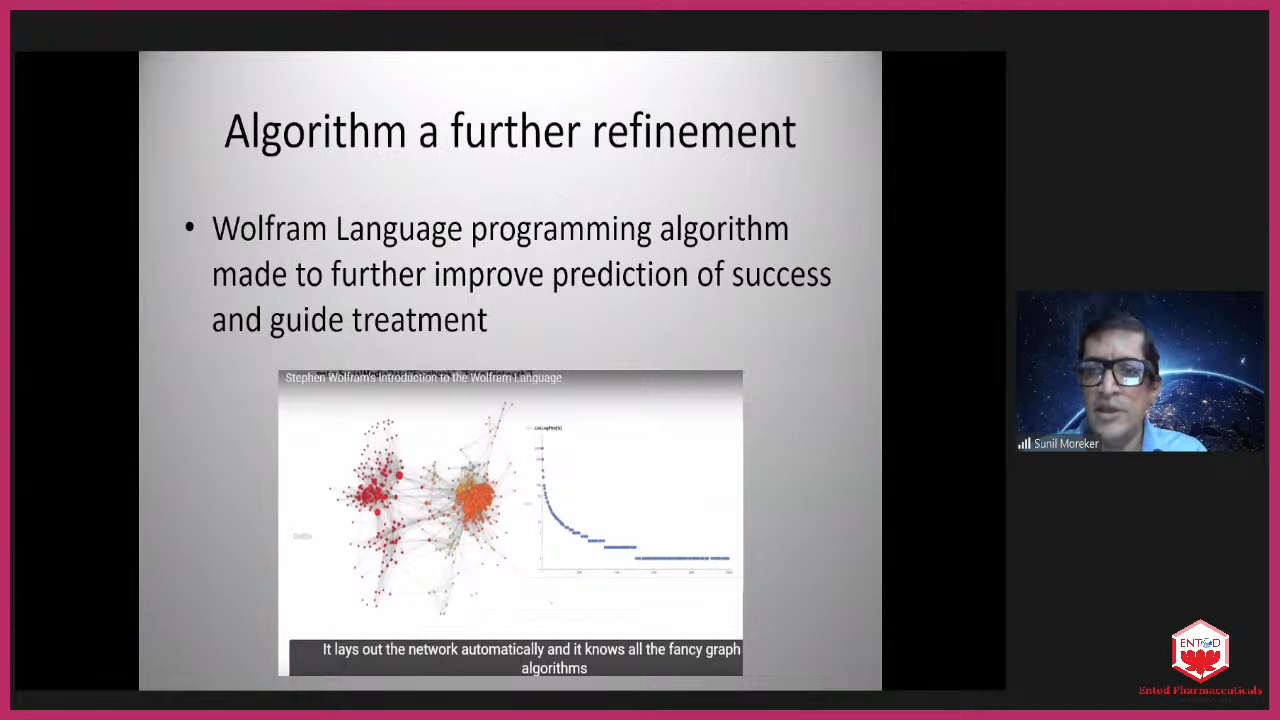 Algorithm a further refinement
• Wolfram Language programming algorithm
made to further improve prediction of success
and guide treatment
Stephen Wolfram's Introduction to the Wolfram Language
ListLogPlot[%]
It lays out the network automatically and it knows all the fancy graph
algorithms
Sunil Moreker
ENTOD
Entod Pharmaceuticals